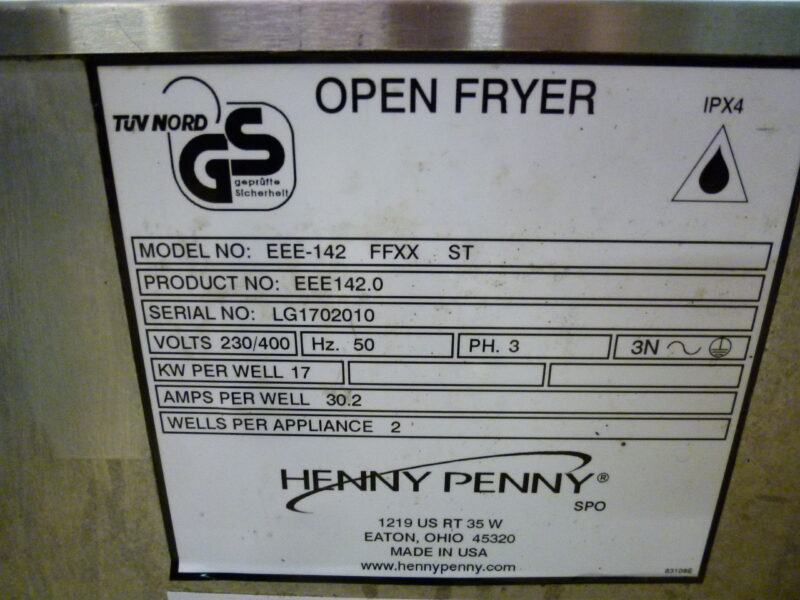 OPEN FRYER
TÜV NORD
GS
geprüfte
Sicherheit
IPX4
MODEL NO: EEE-142 FFXX ST
PRODUCT NO: EEE142.0
SERIAL NO: LG1702010
VOLTS 230/400 Hz. 50 PH. 3 3N
KW PER WELL 17
AMPS PER WELL 30.2
WELLS PER APPLIANCE 2
HENNY PENNY®
SPO
1219 US RT 35 W
EATON, OHIO 45320
MADE IN USA
www.hennypenny.com